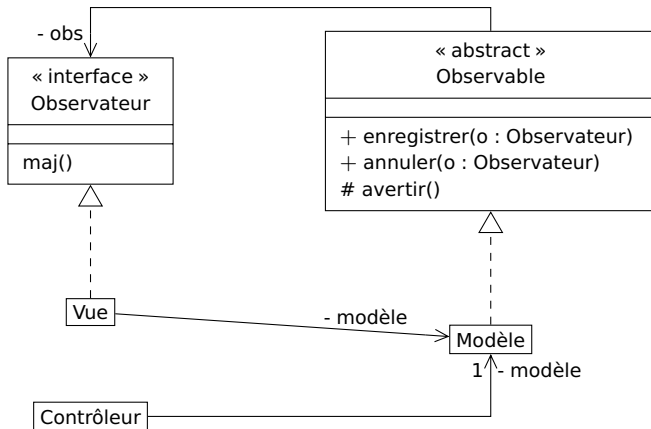 - obs
« interface »
Observateur
maj()
« abstract »
Observable
+ enregistrer(o : Observateur)
+ annuler(o : Observateur)
# avertir()
Vue
- modèle
Modèle
1 - modèle
Contrôleur